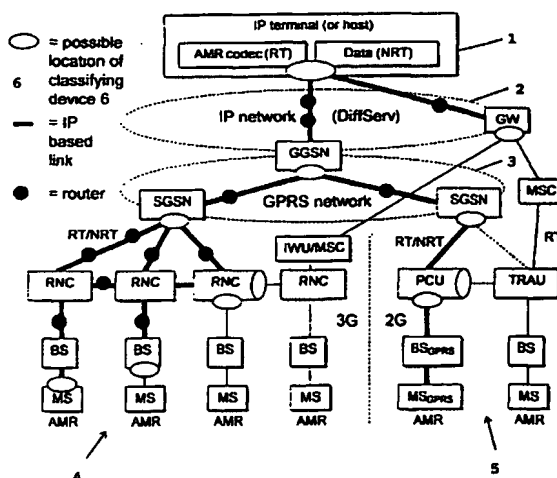 = possible
location of
classifying
device 6
6
= IP
based
link
= router
IP terminal (or host)
AMR codec (RT)
Data (NRT)
1
2
IP network
(DiffServ)
GW
GGSN
3
SGSN
GPRS network
SGSN
MSC
RT/NRT
IWU/MSC
RT/NRT
RT
RNC
RNC
RNC
RNC
PCU
TRAU
3G
2G
BS
BS
BS
BS
BSGPRS
BS
MS
MS
MS
MS
MSGPRS
MS
AMR
AMR
AMR
AMR
AMR
AMR
4
5